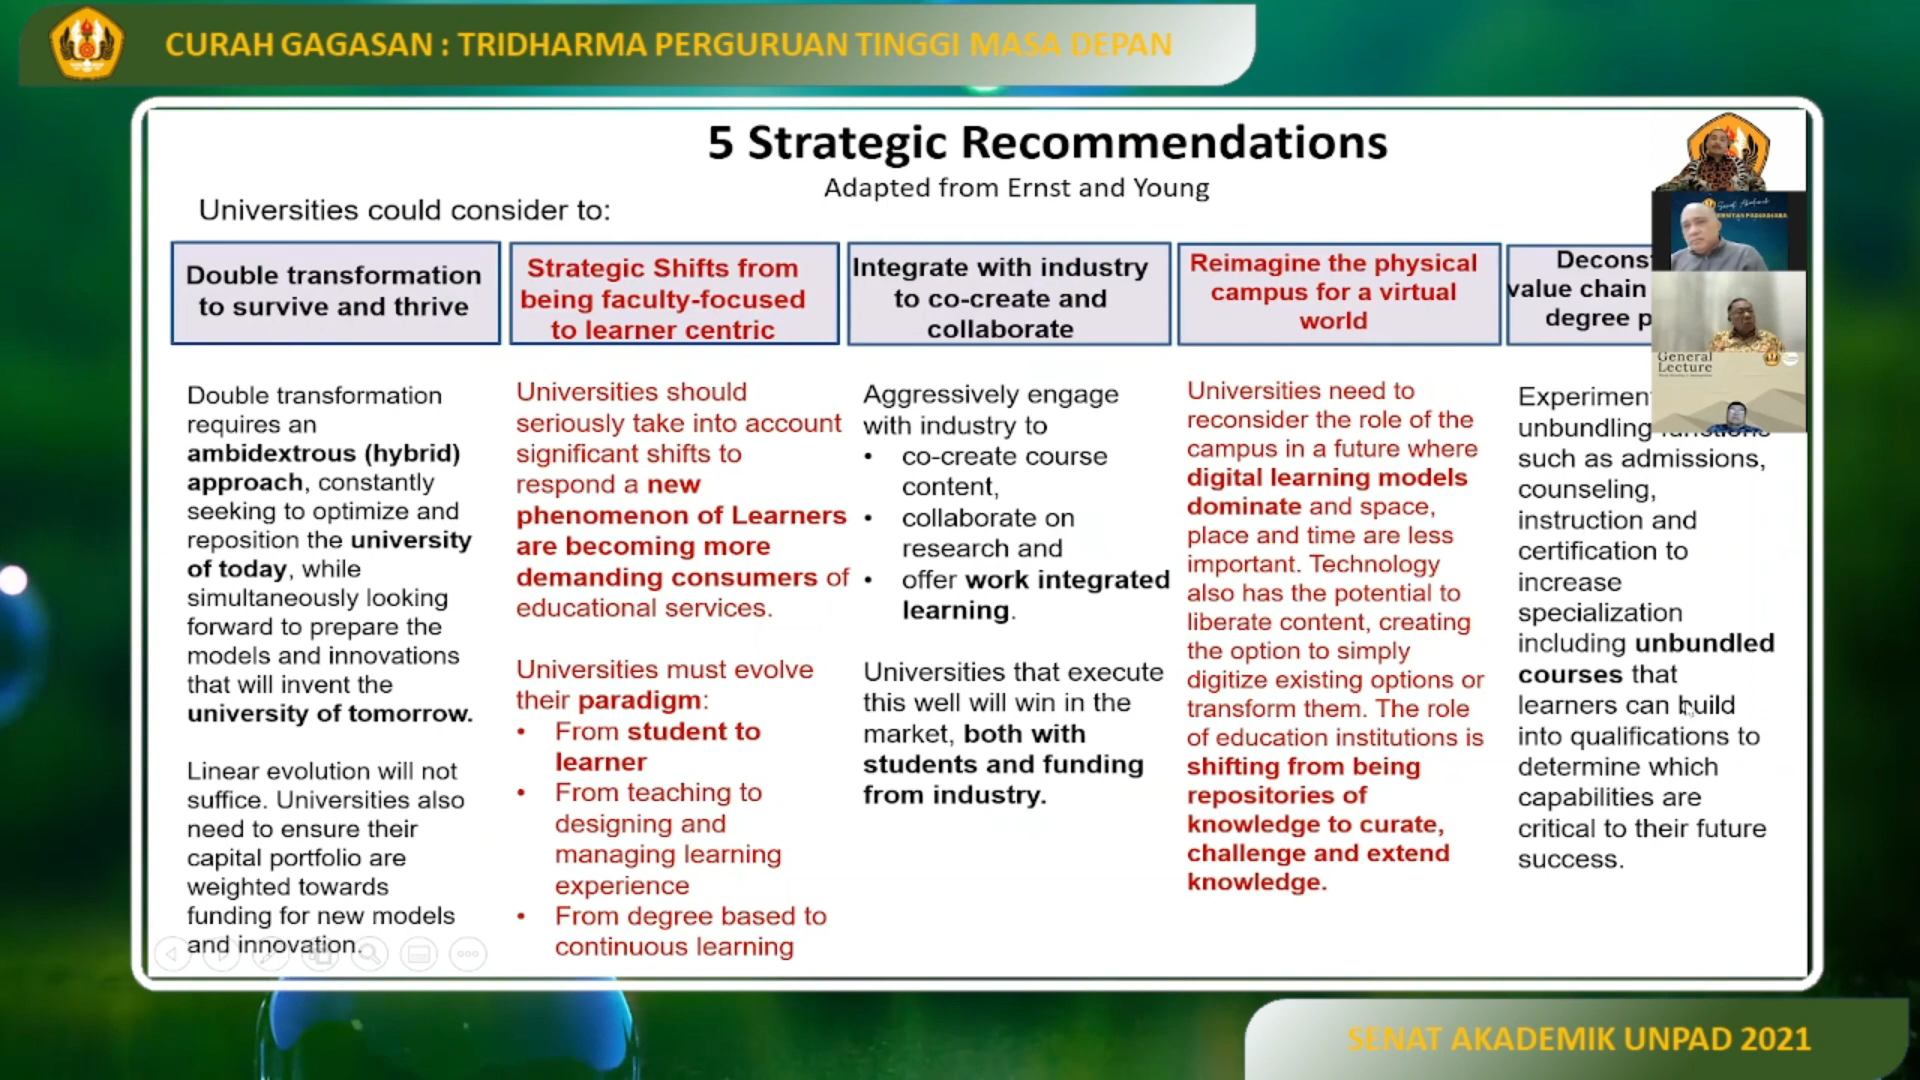 CURAH GAGASAN : TRIDHARMA PERGURUAN TINGGI MASA DEPAN
5 Strategic Recommendations
Adapted from Ernst and Young
Universities could consider to:
Double transformation
to survive and thrive
Double transformation
requires an
ambidextrous (hybrid)
approach, constantly
seeking to optimize and
reposition the university
of today, while
simultaneously looking
forward to prepare the
models and innovations
that will invent the
university of tomorrow.
Linear evolution will not
suffice. Universities also
need to ensure their
capital portfolio are
weighted towards
funding for new models
and innovation.
Strategic Shifts from
being faculty-focused
to learner centric
Universities should
seriously take into account
significant shifts to
respond a new
phenomenon of Learners
are becoming more
demanding consumers of
educational services.
Universities must evolve
their paradigm:
• From student to
learner
• From teaching to
designing and
managing learning
experience
• From degree based to
continuous learning
Integrate with industry
to co-create and
collaborate
Aggressively engage
with industry to
• co-create course
content,
• collaborate on
research and
• offer work integrated
learning.
Universities that execute
this well will win in the
market, both with
students and funding
from industry.
Reimagine the physical
campus for a virtual
world
Universities need to
reconsider the role of the
campus in a future where
digital learning models
dominate and space,
place and time are less
important. Technology
also has the potential to
liberate content, creating
the option to simply
digitize existing options or
transform them. The role
of education institutions is
shifting from being
repositories of
knowledge to curate,
challenge and extend
knowledge.
value chain
degree
unbundling functions
such as admissions,
counseling,
instruction and
certification to
increase
specialization
including unbundled
courses that
learners can build
into qualifications to
determine which
capabilities are
critical to their future
success.
Senat Akademik
General
Lecture
SENAT AKADEMIK UNPAD 2021